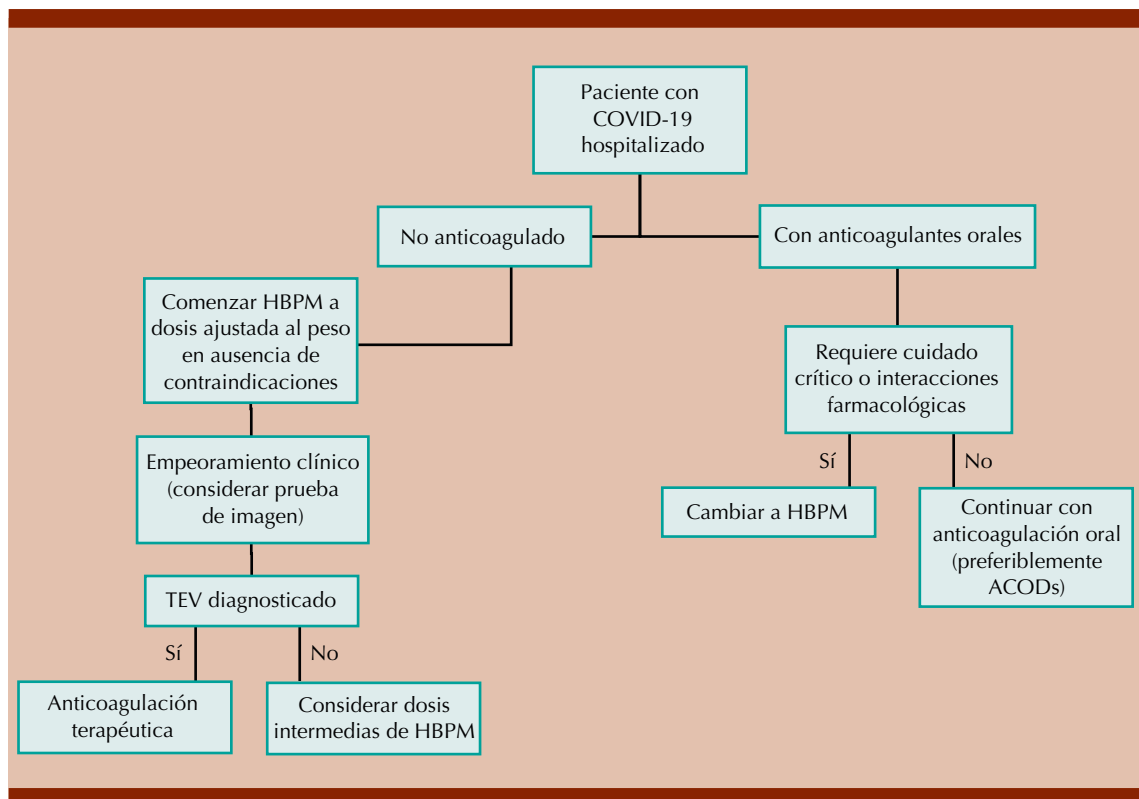 Paciente con
COVID-19
hospitalizado
No anticoagulado
Con anticoagulantes orales
Comenzar HBPM a
dosis ajustada al peso
en ausencia de
contraindicaciones
Requiere cuidado
crítico o interacciones
farmacológicas
Empeoramiento clínico
(considerar prueba
de imagen)
Sí
No
Cambiar a HBPM
Continuar con
anticoagulación oral
(preferiblemente
ACODs)
TEV diagnosticado
Sí
No
Anticoagulación
terapéutica
Considerar dosis
intermedias de HBPM